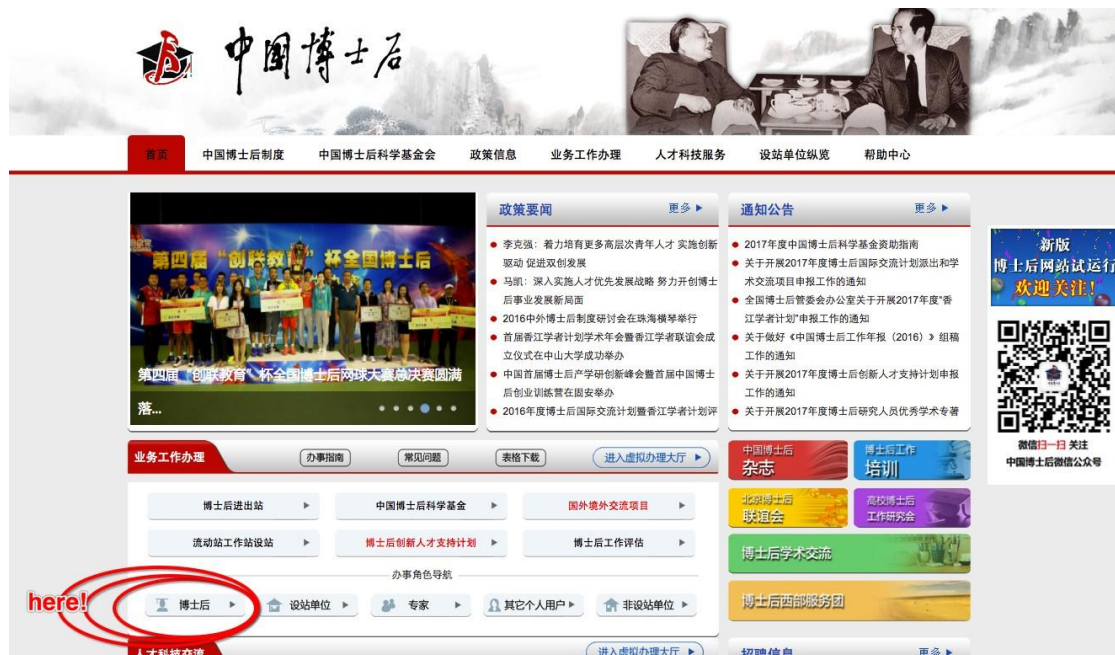 中国博士后
首页 中国博士后制度 中国博士后科学基金会 政策信息 业务工作办理 人才科技服务 设站单位纵览 帮助中心
第四届“创联教育”杯全国博士后网球大赛总决赛圆满
落...
政策要闻 更多
李克强：着力培育更多高层次青年人才 实施创新
驱动 促进双创发展
马凯：深入实施人才优先发展战略 努力开创博士
后事业发展新局面
2016中外博士后制度研讨会在珠海横琴举行
首届香江学者计划学术年会暨香江学者联谊会成
立仪式在中山大学成功举办
中国首届博士后产学研创新峰会暨首届中国博士
后创业训练营在固安举办
2016年度博士后国际交流计划暨香江学者计划评
通知公告 更多
2017年度中国博士后科学基金资助指南
关于开展2017年度博士后国际交流计划派出和学
术交流项目申报工作的通知
全国博士后管委会办公室关于开展2017年度"香
江学者计划"申报工作的通知
关于做好《中国博士后工作年报（2016）》组稿
工作的通知
关于开展2017年度博士后创新人才支持计划申报
工作的通知
关于开展2017年度博士后研究人员优秀学术专著
新版
博士后网站试运行
欢迎关注！
微信扫一扫 关注
中国博士后微信公众号
业务工作办理 办事指南 常见问题 表格下载 进入虚拟办理大厅
博士后进出站 中国博士后科学基金 国外境外交流项目
流动站工作站设站 博士后创新人才支持计划 博士后工作评估
办事角色导航
here!
博士后 设站单位 专家 其它个人用户 非设站单位
中国博士后
杂志
博士后工作
培训
北京博士后
联谊会
高校博士后
工作研究会
博士后学术交流
博士后西部服务团
人才科技交流 进入虚拟办理大厅
招聘信息 更多